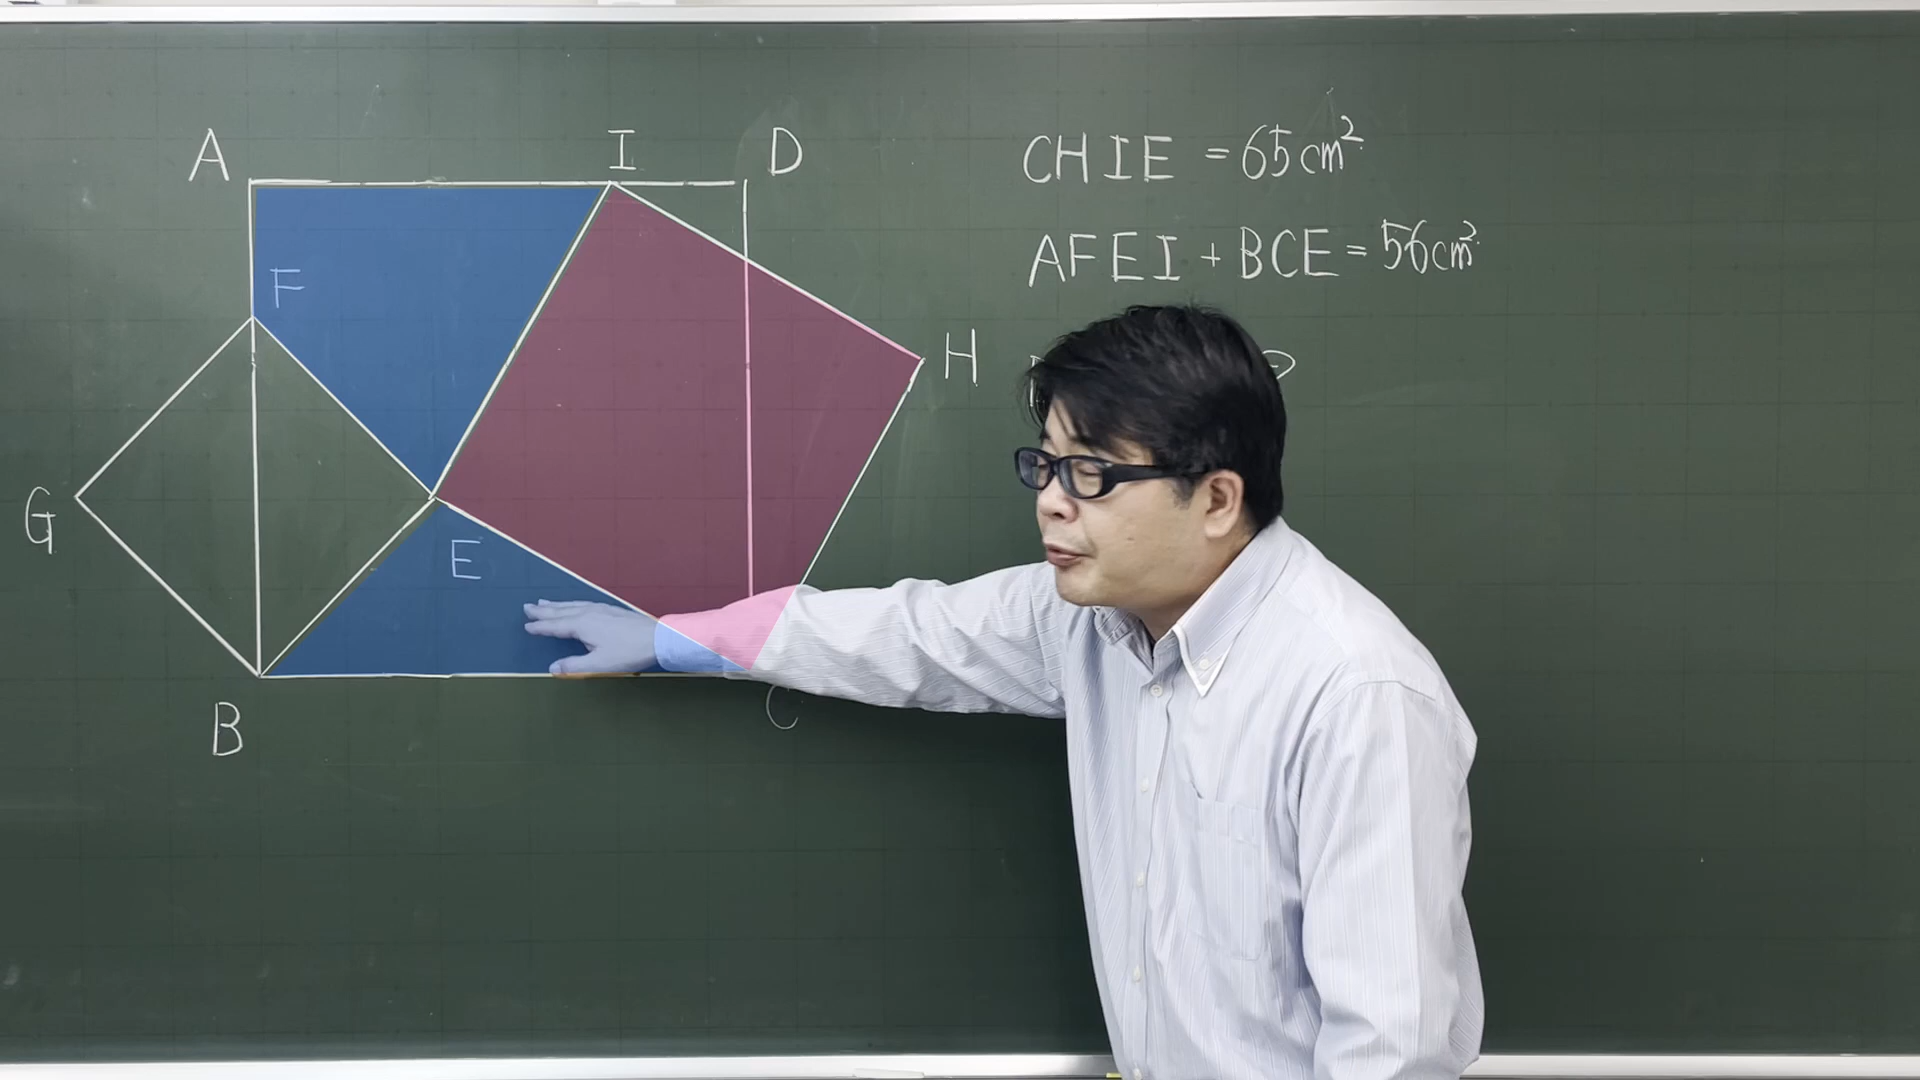 A
I
D
F
H
G
E
B
C
CHIE = 65cm²
AFEI + BCE = 56cm²